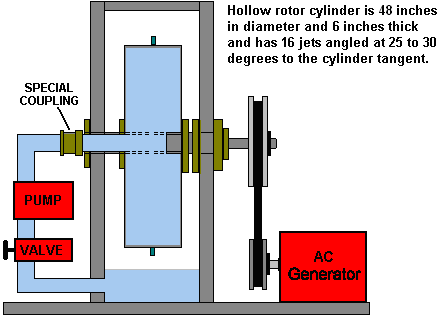 Hollow rotor cylinder is 48 inches
in diameter and 6 inches thick
and has 16 jets angled at 25 to 30
degrees to the cylinder tangent.
SPECIAL
COUPLING
PUMP
VALVE
AC
Generator